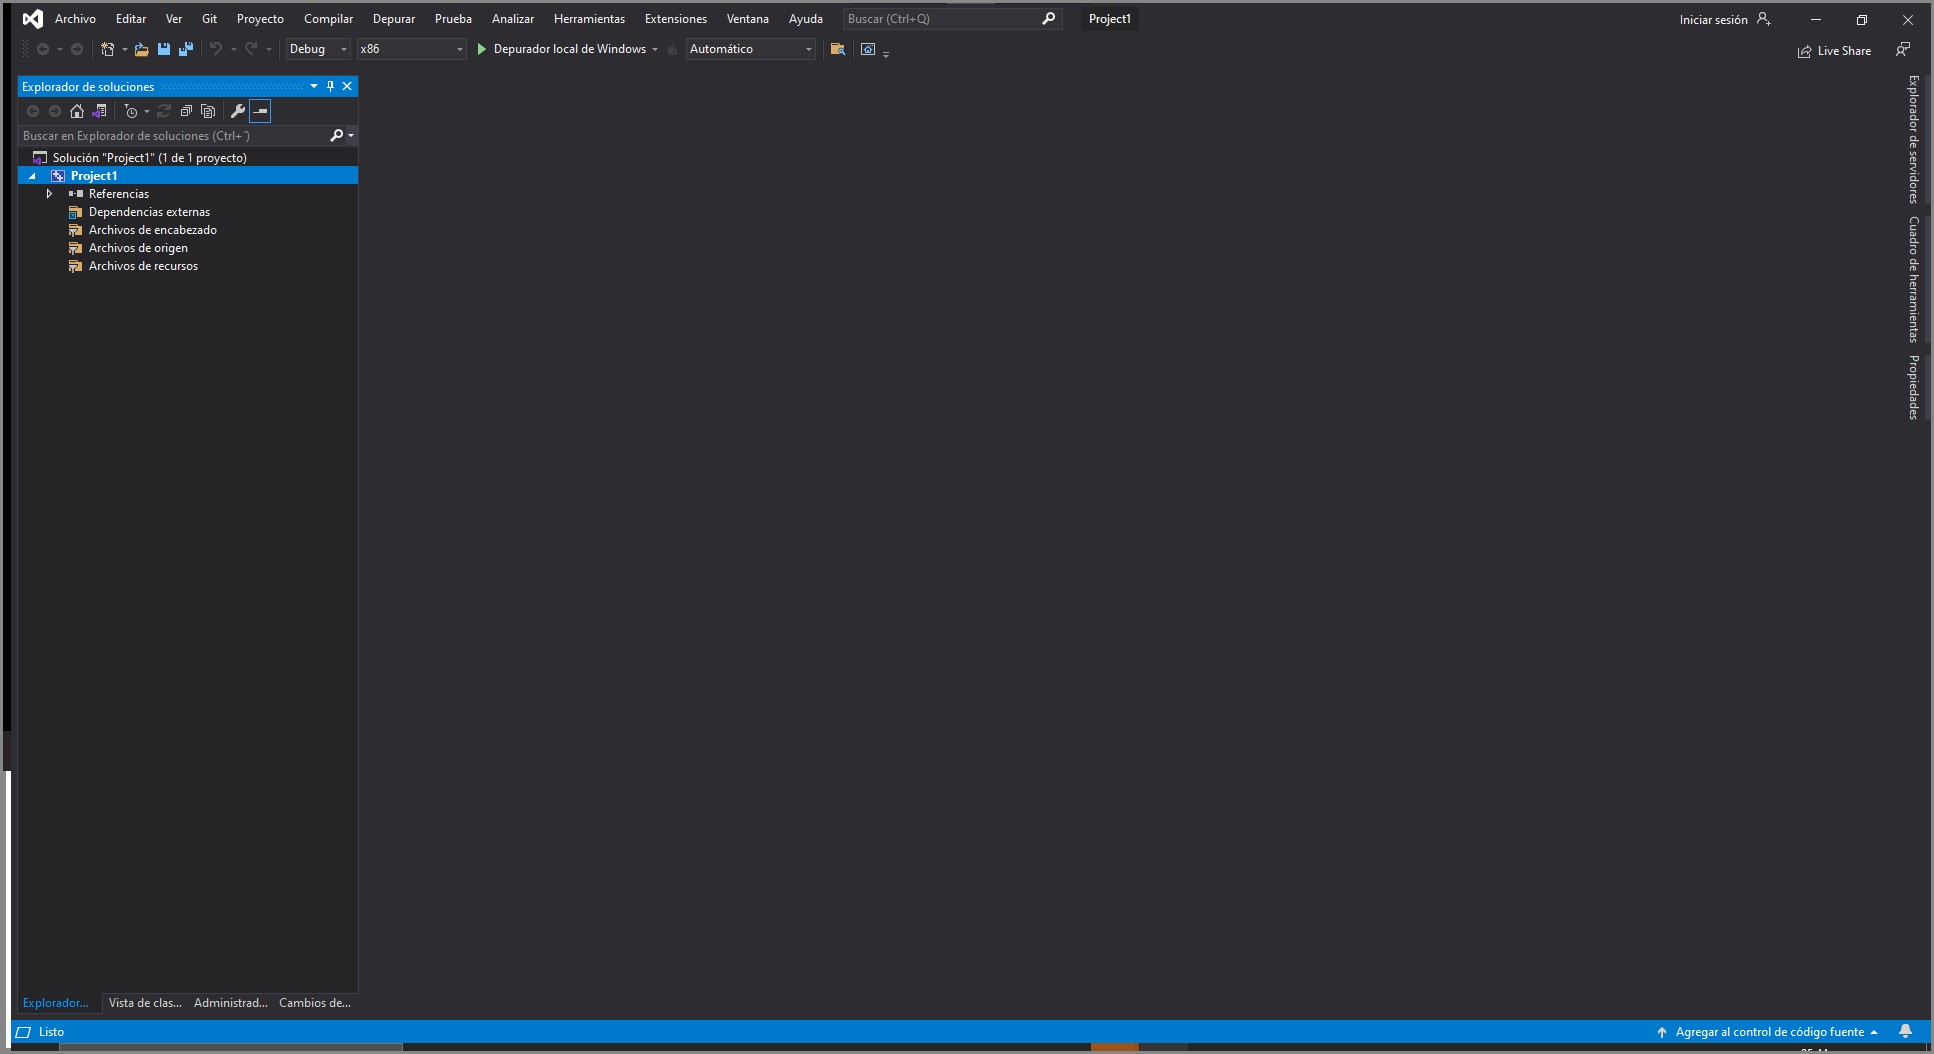 Archivo Editar Ver Git Proyecto Compilar Depurar Prueba Analizar Herramientas Extensiones Ventana Ayuda Buscar (Ctrl+Q) Project1 Iniciar sesión
Debug x86 Depurador local de Windows Automático Live Share
Explorador de soluciones
Buscar en Explorador de soluciones (Ctrl+´)
Solución "Project1" (1 de 1 proyecto)
Project1
Referencias
Dependencias externas
Archivos de encabezado
Archivos de origen
Archivos de recursos
Explorador de servidores
Cuadro de herramientas
Propiedades
Explorador... Vista de clas... Administrad... Cambios de...
Listo Agregar al control de código fuente